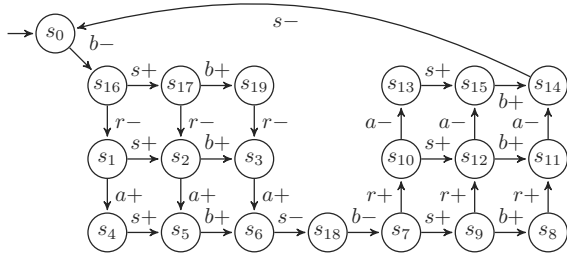 s−
s0
b−
s16 s+ s17 b+ s19 s13 s+ s15 b+ s14
r− r− r− a− a− a−
s1 s+ s2 b+ s3 s10 s+ s12 b+ s11
a+ a+ a+ r+ r+ r+
s4 s+ s5 b+ s6 s− s18 b− s7 s+ s9 b+ s8